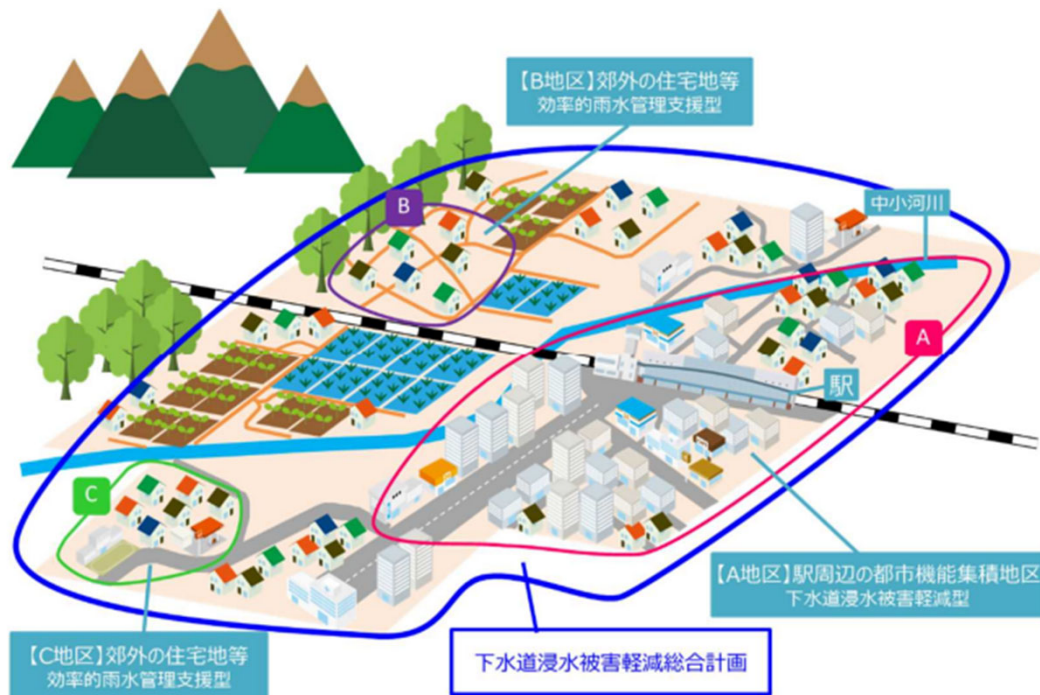 【B地区】郊外の住宅地等
効率的雨水管理支援型
B
中小河川
A
駅
C
【A地区】駅周辺の都市機能集積地区
下水道浸水被害軽減型
【C地区】郊外の住宅地等
効率的雨水管理支援型
下水道浸水被害軽減総合計画